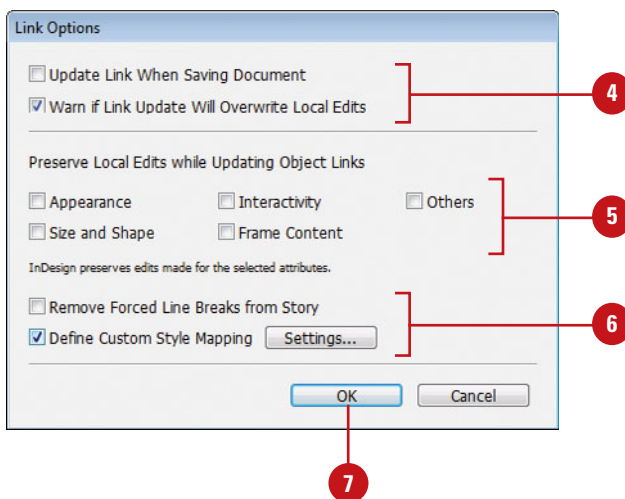 Link Options
Update Link When Saving Document
Warn if Link Update Will Overwrite Local Edits
4
Preserve Local Edits while Updating Object Links
Appearance Interactivity Others
Size and Shape Frame Content
5
InDesign preserves edits made for the selected attributes.
Remove Forced Line Breaks from Story
Define Custom Style Mapping Settings...
6
OK Cancel
7